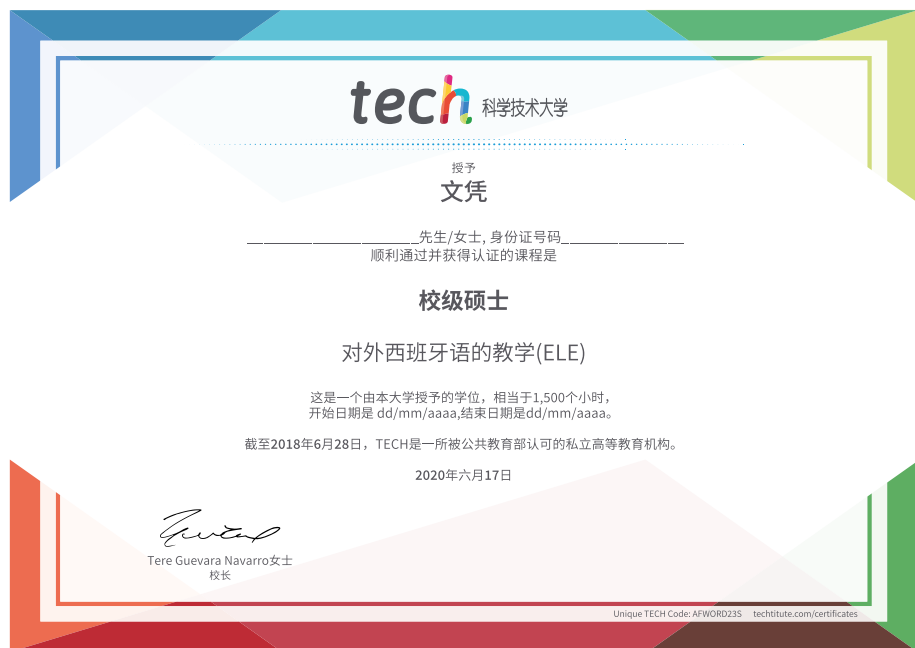 tech 科学技术大学
授予
文凭
_____________________先生/女士, 身份证号码_______________
顺利通过并获得认证的课程是
校级硕士
对外西班牙语的教学(ELE)
这是一个由本大学授予的学位，相当于1,500个小时，
开始日期是 dd/mm/aaaa,结束日期是dd/mm/aaaa。
截至2018年6月28日，TECH是一所被公共教育部认可的私立高等教育机构。
2020年六月17日
Tere Guevara Navarro女士
校长
Unique TECH Code: AFWORD23S techtitute.com/certificates